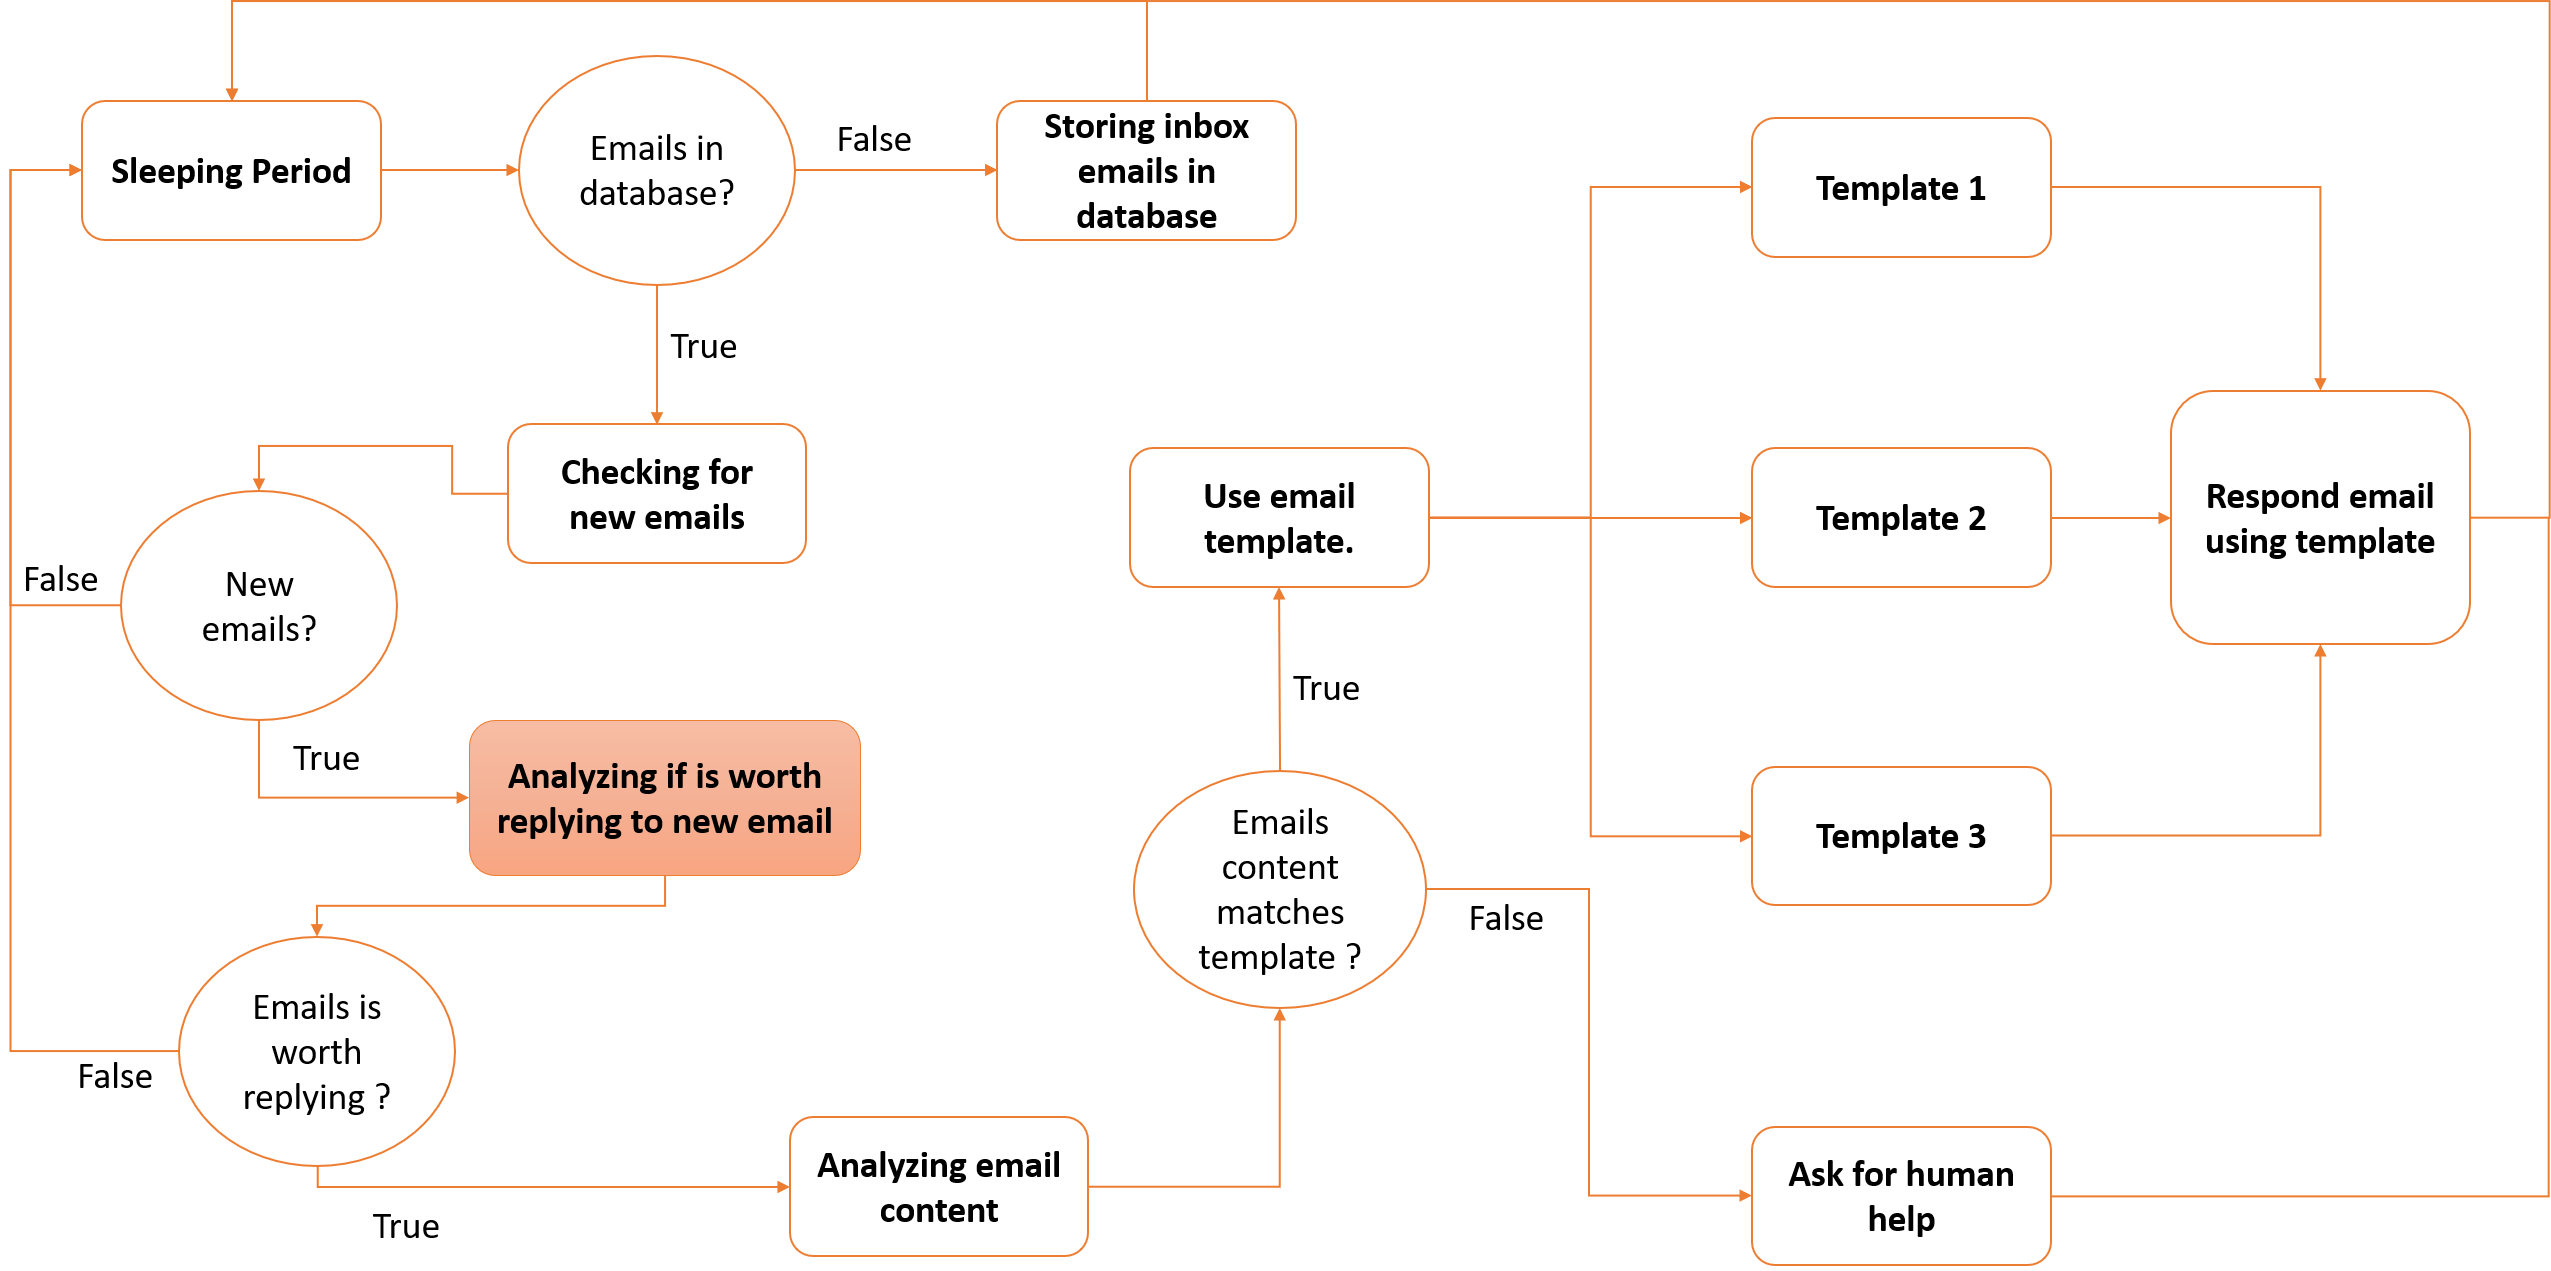 Sleeping Period
Emails in
database?
False
Storing inbox
emails in
database
True
Checking for
new emails
New
emails?
False
True
Analyzing if is worth
replying to new email
Emails is
worth
replying ?
False
True
Analyzing email
content
Emails
content
matches
template ?
True
False
Use email
template.
Template 1
Template 2
Template 3
Respond email
using template
Ask for human
help